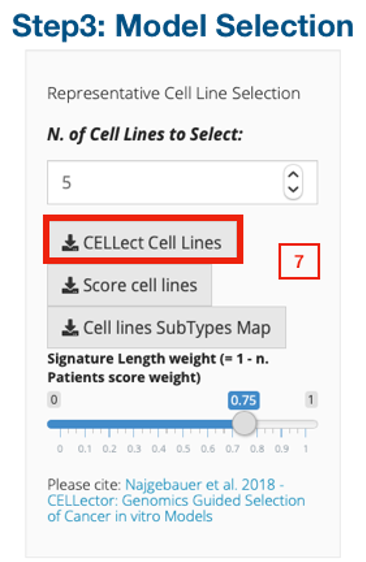 Step3: Model Selection
Representative Cell Line Selection
N. of Cell Lines to Select:
5
CELLect Cell Lines
7
Score cell lines
Cell lines SubTypes Map
Signature Length weight (= 1 - n.
Patients score weight)
0 0.75 1
0 0.1 0.2 0.3 0.4 0.5 0.6 0.7 0.8 0.9 1
Please cite: Najgebauer et al. 2018 -
CELLector: Genomics Guided Selection
of Cancer in vitro Models